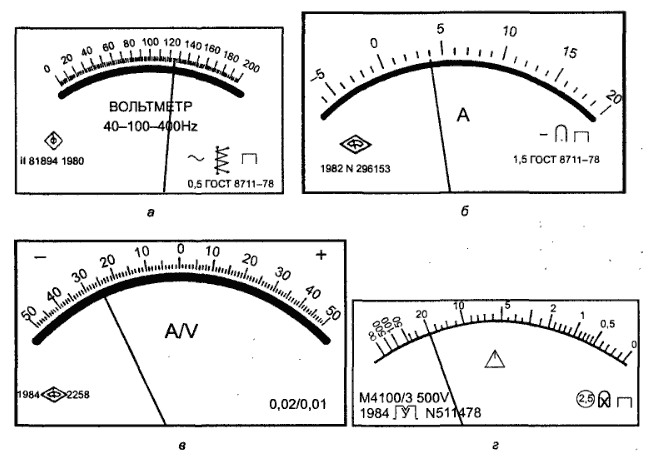 0 20 40 60 80 100 120 140 160 180 200
ВОЛЬТМЕТР
40–100–400Hz
il 81894 1980
0,5 ГОСТ 8711–78
а
–5 0 5 10 15 20
А
1982 N 296153
1,5 ГОСТ 8711–78
б
– +
50 40 30 20 10 0 10 20 30 40 50
A/V
1984 2258
0,02/0,01
в
20 10 5 2 1 0,5 0
М4100/3 500V
1984 N511478
2,5
г